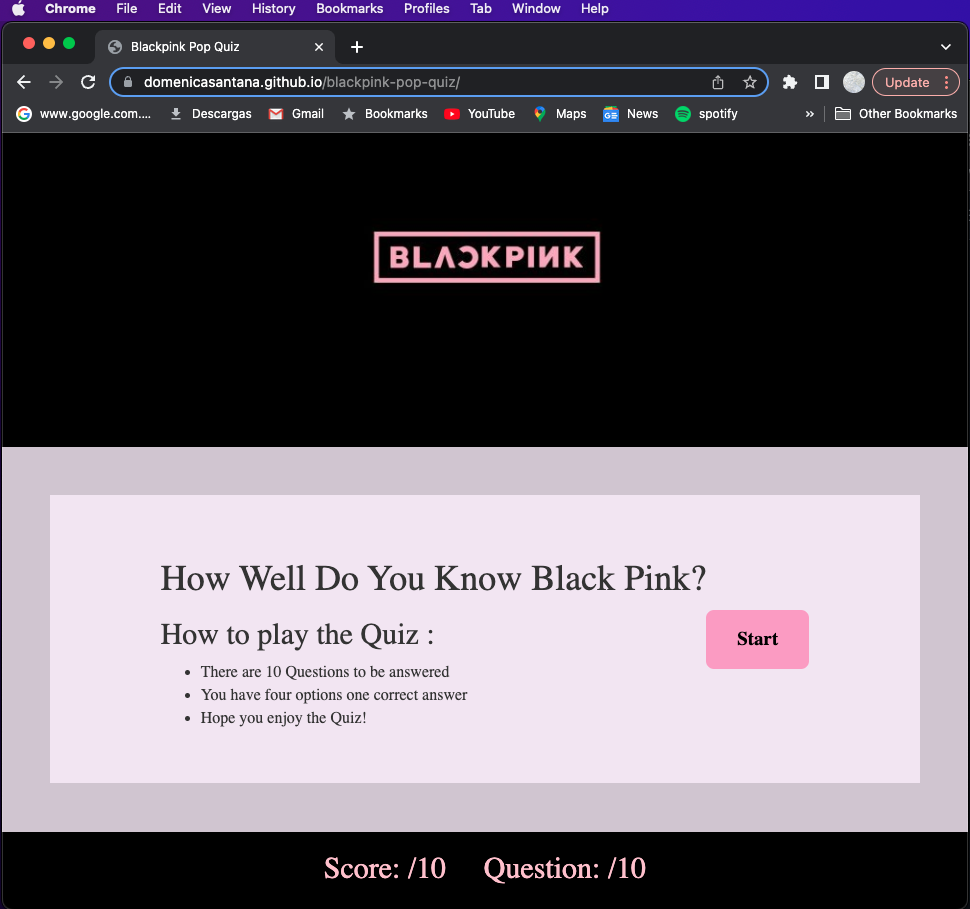 Chrome File Edit View History Bookmarks Profiles Tab Window Help
Blackpink Pop Quiz
domenicasantana.github.io/blackpink-pop-quiz/ Update
www.google.com.... Descargas Gmail Bookmarks YouTube Maps News spotify » Other Bookmarks
BLACKPINK
How Well Do You Know Black Pink?
How to play the Quiz :
Start
• There are 10 Questions to be answered
• You have four options one correct answer
• Hope you enjoy the Quiz!
Score: /10 Question: /10